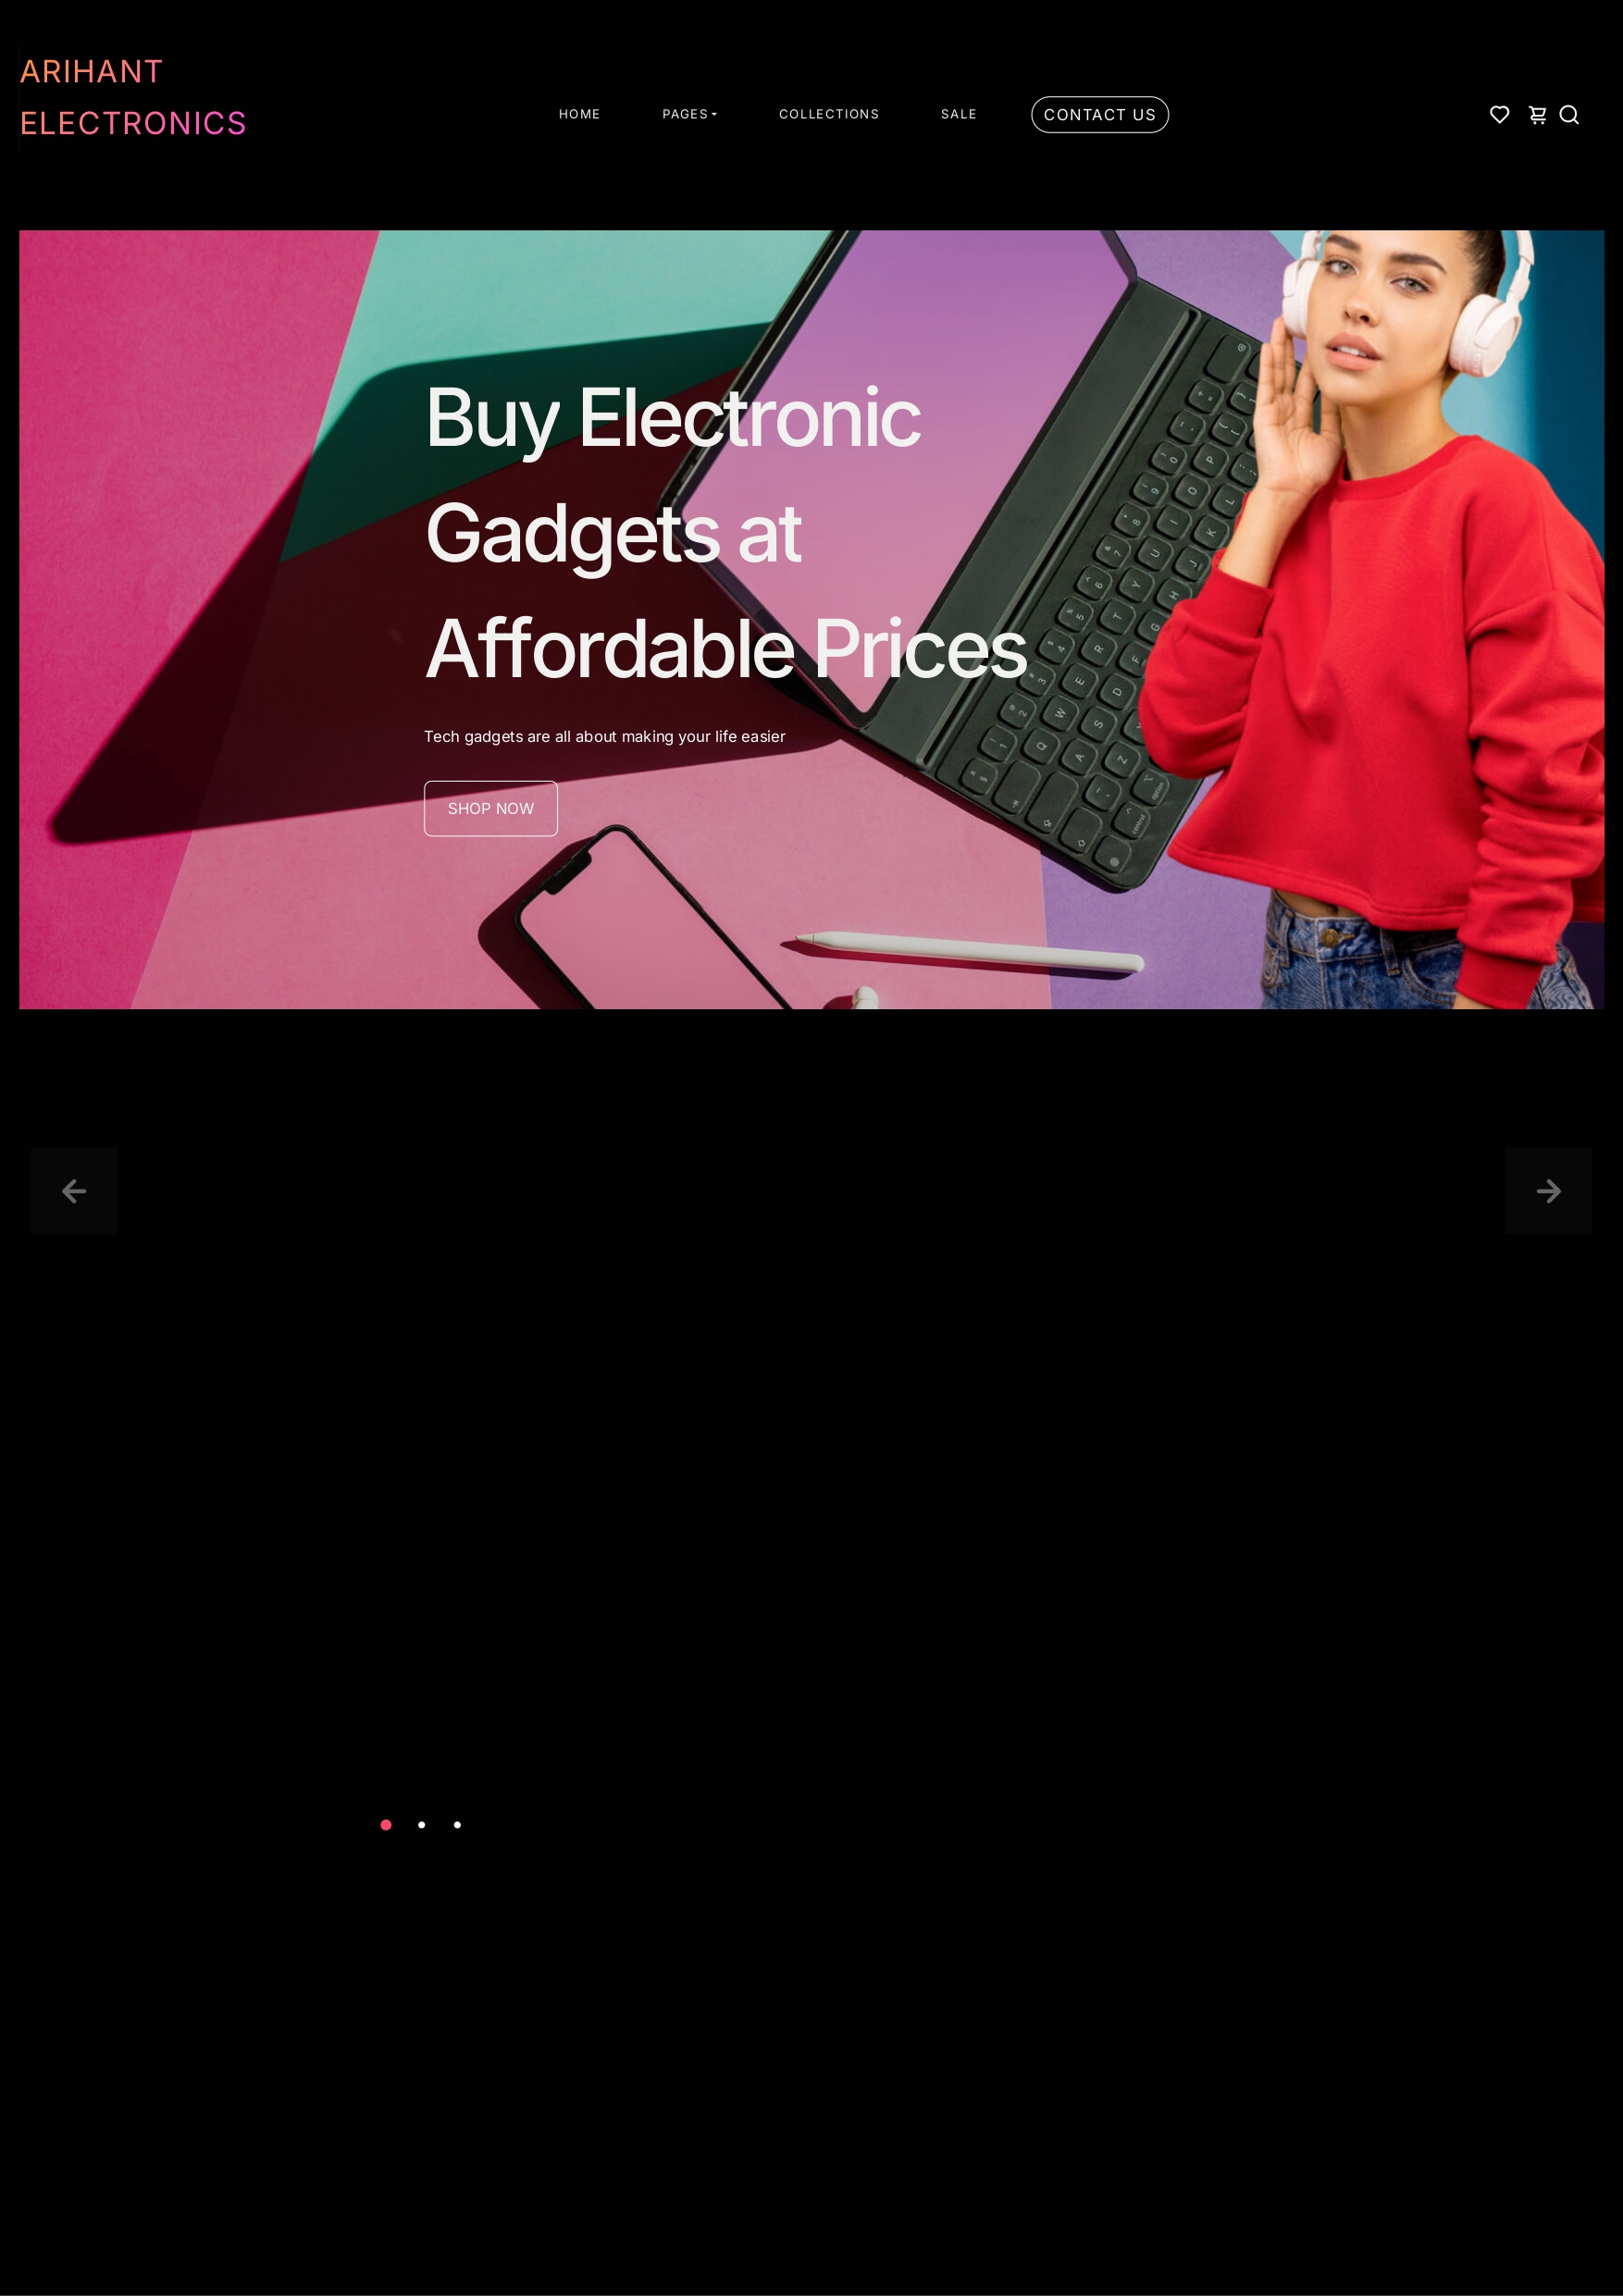 ARIHANT
ELECTRONICS
HOME PAGES COLLECTIONS SALE CONTACT US
Buy Electronic
Gadgets at
Affordable Prices
Tech gadgets are all about making your life easier
SHOP NOW